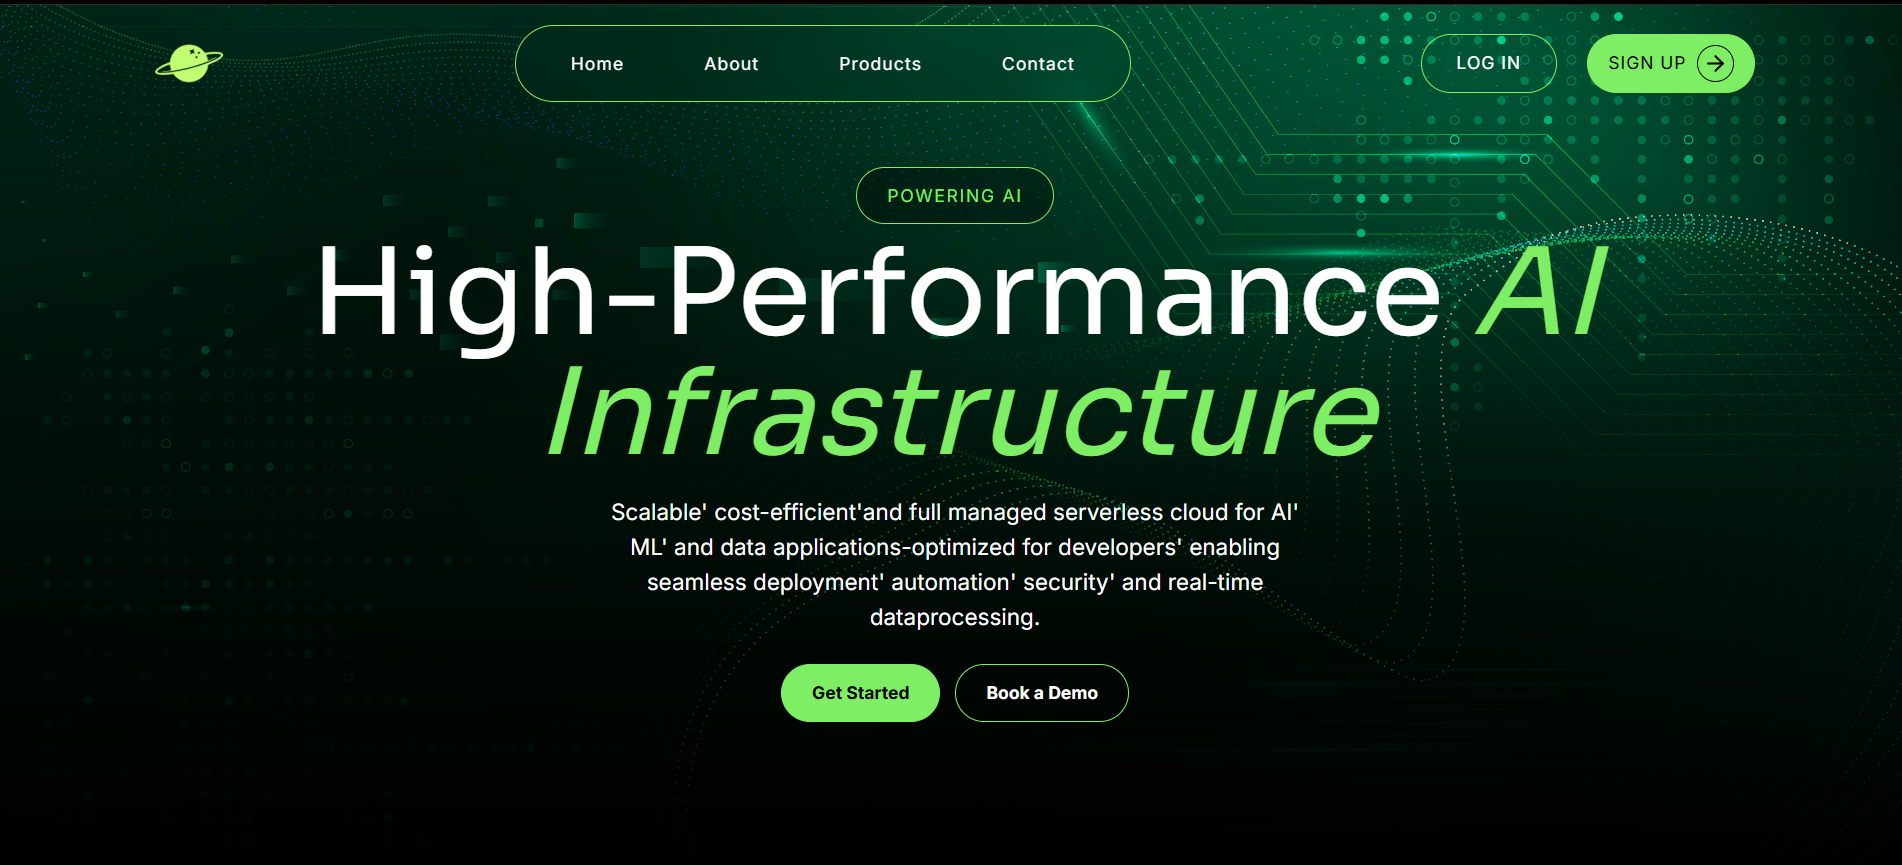 Home About Products Contact LOG IN SIGN UP
POWERING AI
High-Performance AI
Infrastructure
Scalable' cost-efficient'and full managed serverless cloud for AI'
ML' and data applications-optimized for developers' enabling
seamless deployment' automation' security' and real-time
dataprocessing.
Get Started Book a Demo